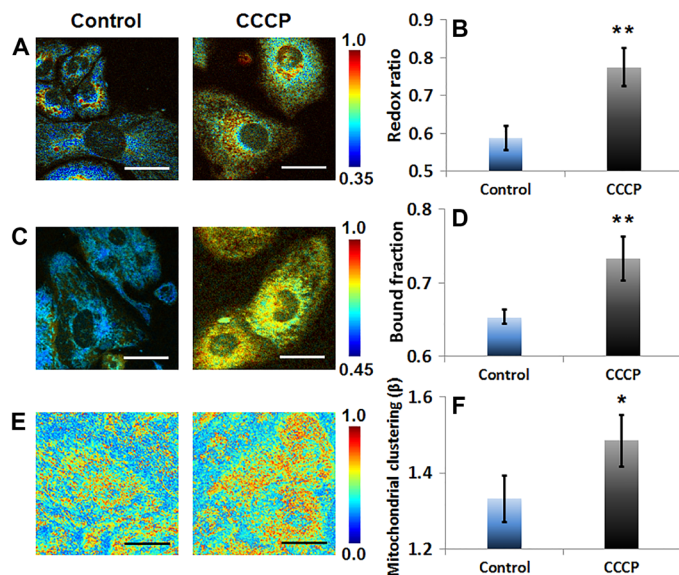 Control
CCCP
A
1.0
0.35
B
**
Redox ratio
0.9
0.8
0.7
0.6
0.5
Control
CCCP
C
1.0
0.45
D
**
Bound fraction
0.8
0.7
0.6
Control
CCCP
E
1.0
0.0
F
*
Mitochondrial clustering (β)
1.6
1.4
1.2
Control
CCCP